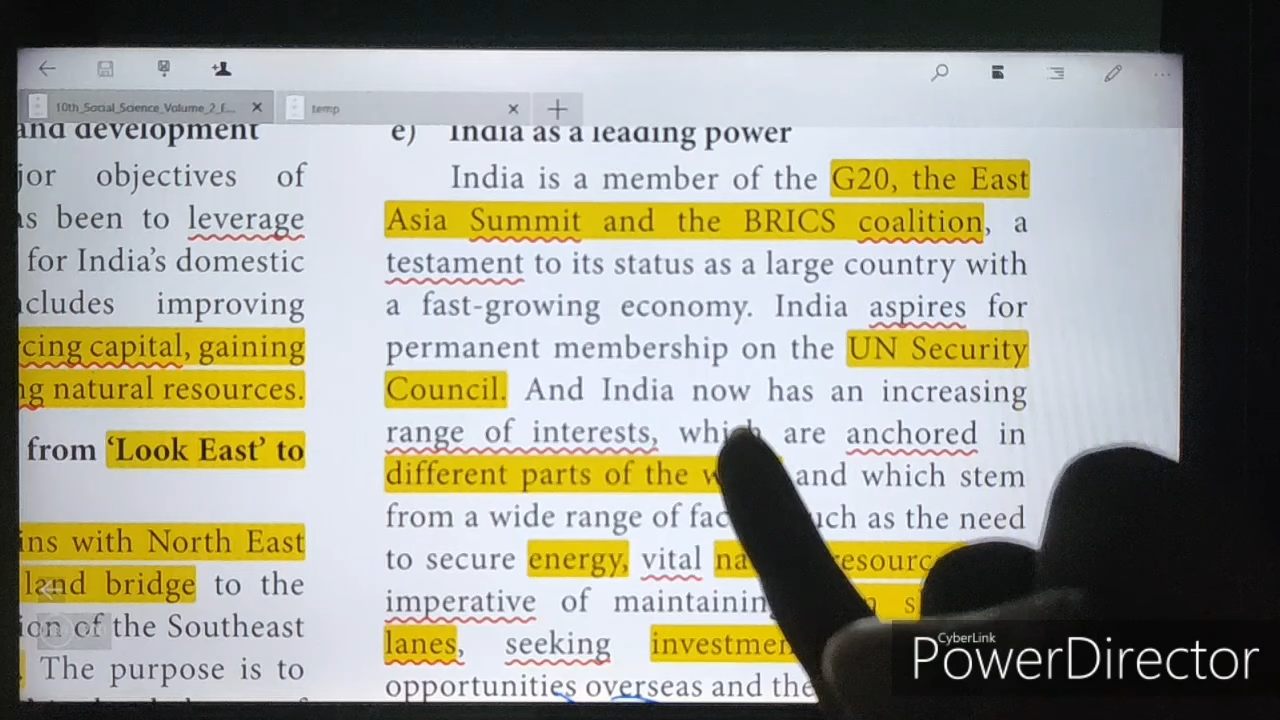 10th_Social_Science_Volume_2_E...
temp
and development
jor objectives of
as been to leverage
for India's domestic
ncludes improving
cing capital, gaining
ng natural resources.
from 'Look East' to
ins with North East
land bridge to the
ion of the Southeast
The purpose is to
e) India as a leading power
India is a member of the G20, the East
Asia Summit and the BRICS coalition, a
testament to its status as a large country with
a fast-growing economy. India aspires for
permanent membership on the UN Security
Council. And India now has an increasing
range of interests, which are anchored in
different parts of the and which stem
from a wide range of such as the need
to secure energy, vital
imperative of
lanes, seeking
opportunities overseas and the
CyberLink
PowerDirector